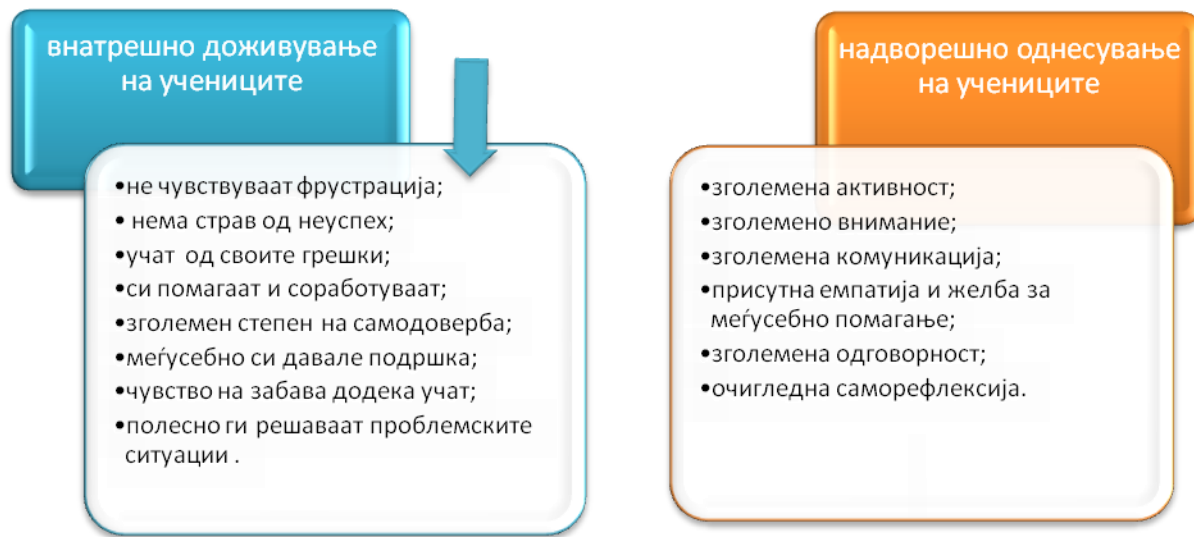 внатрешно доживување
на учениците
•не чувствуваат фрустрација;
• нема страв од неуспех;
•учат од своите грешки;
•си помагаат и соработуваат;
•зголемен степен на самодоверба;
•меѓусебно си давале подршка;
•чувство на забава додека учат;
•полесно ги решаваат проблемските
ситуации .
надворешно однесување
на учениците
•зголемена активност;
•зголемено внимание;
•зголемена комуникација;
•присутна емпатија и желба за
меѓусебно помагање;
•зголемена одговорност;
•очигледна саморефлексија.